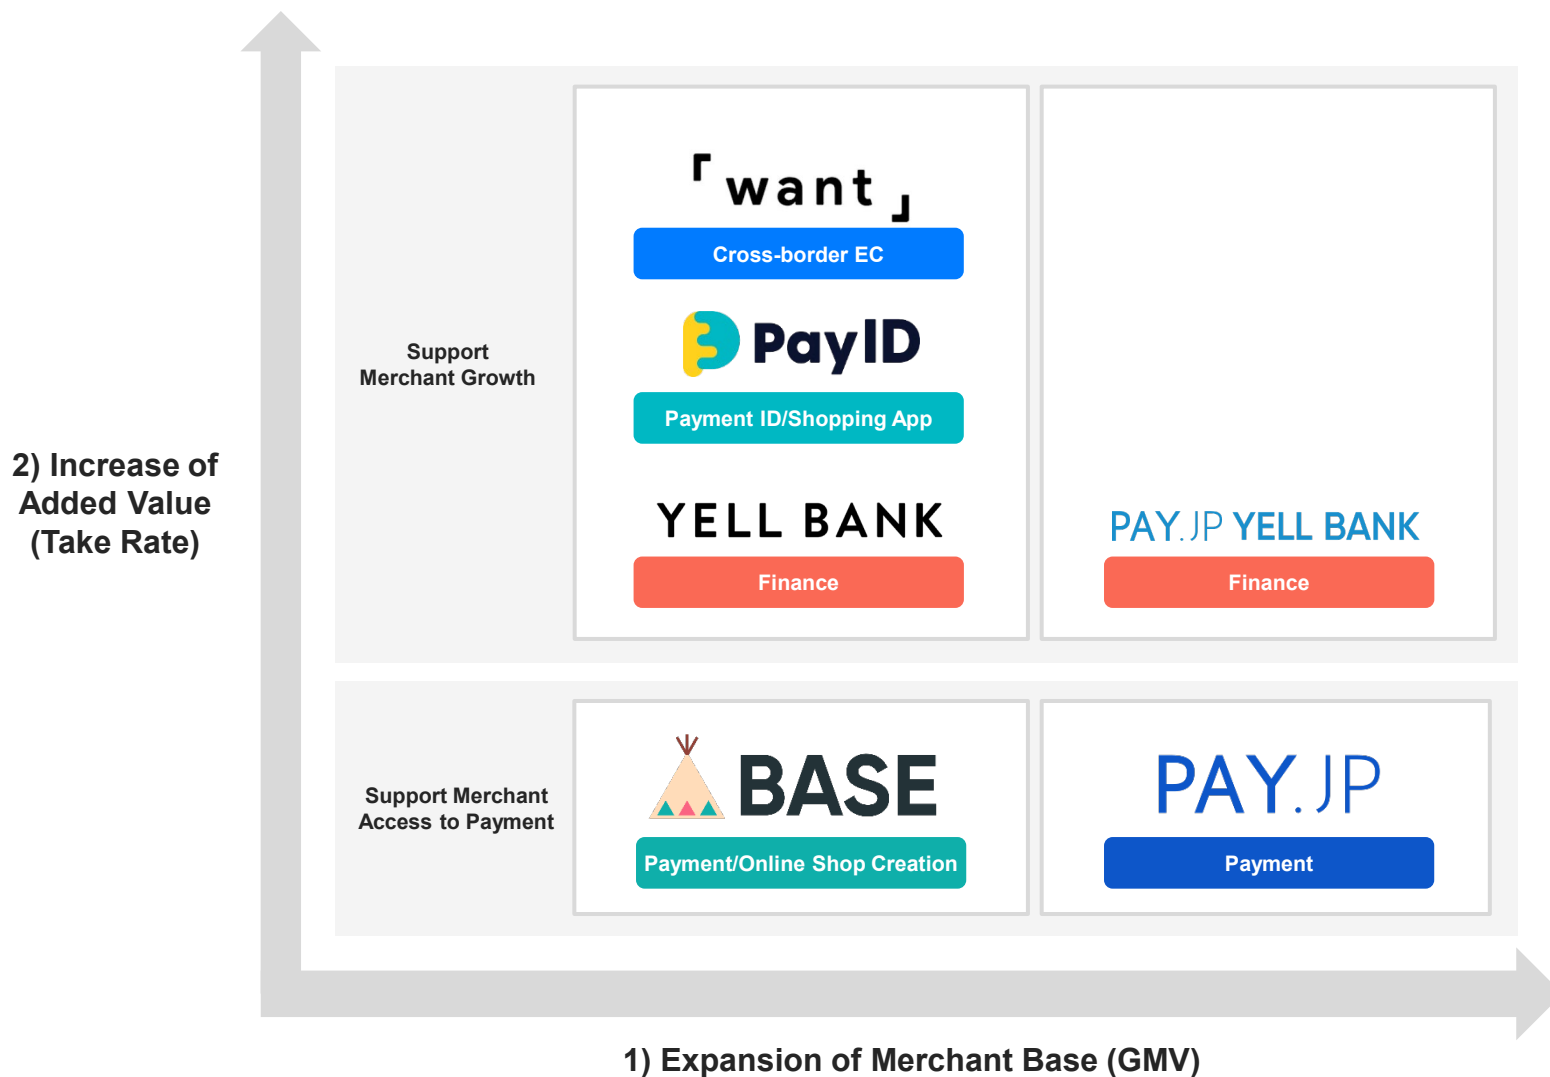 「want」
Cross-border EC
PayID
Payment ID/Shopping App
YELL BANK
Finance
PAY.JP YELL BANK
Finance
Support
Merchant Growth
2) Increase of
Added Value
(Take Rate)
Support Merchant
Access to Payment
BASE
Payment/Online Shop Creation
PAY.JP
Payment
1) Expansion of Merchant Base (GMV)